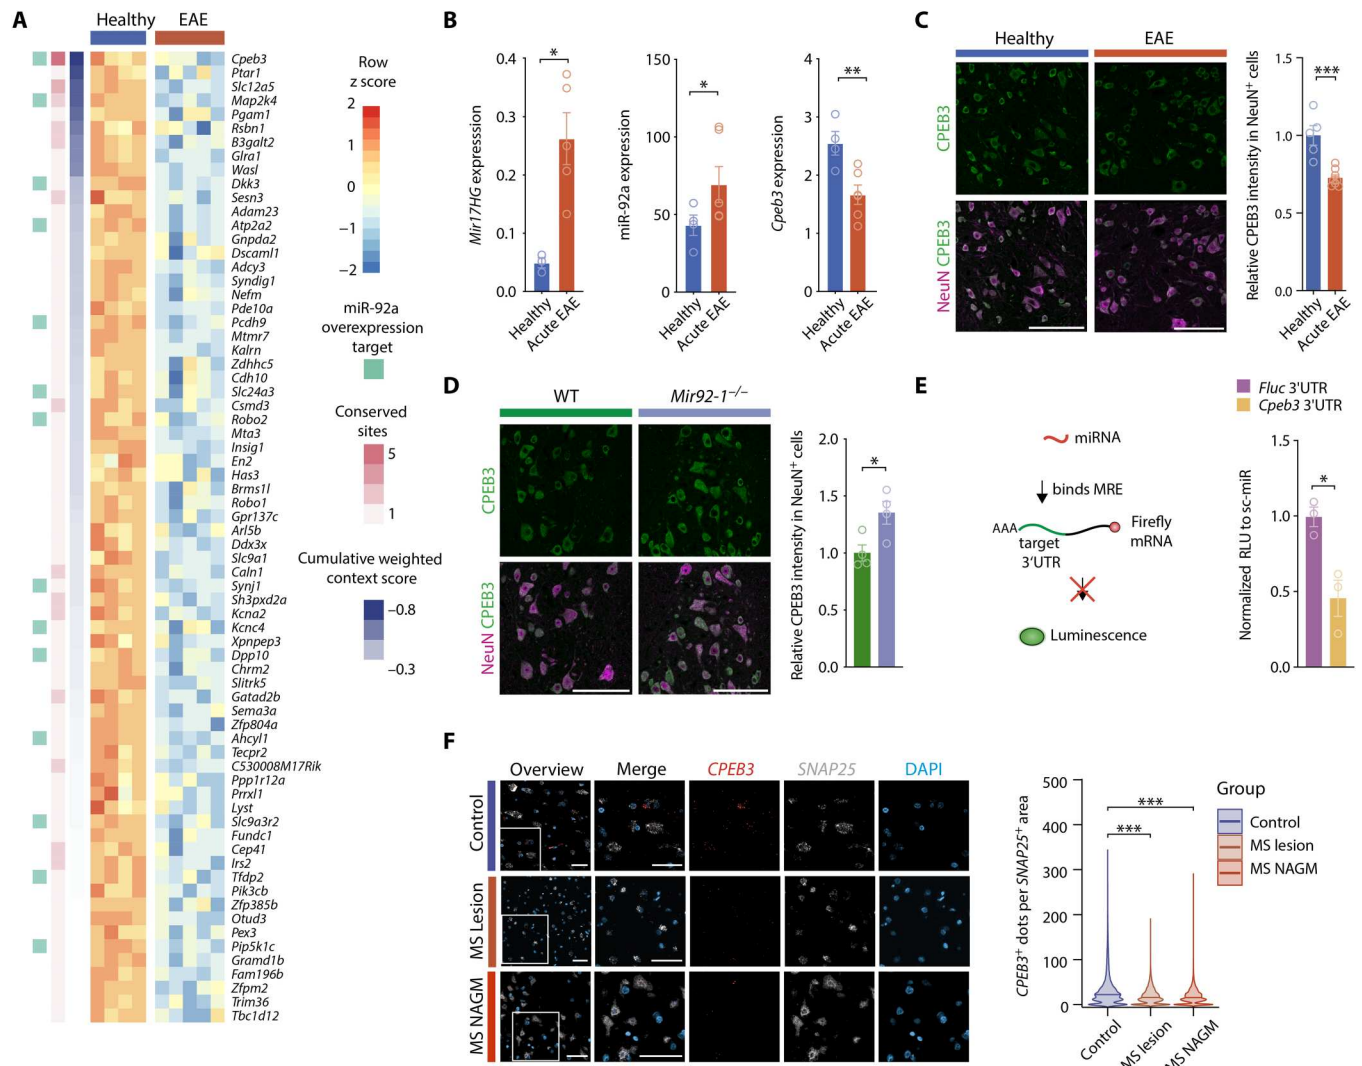 A
Healthy EAE
Cpeb3
Ptar1
Slc12a5
Map2k4
Pgam1
Rsbn1
B3galt2
Glra1
Wasl
Dkk3
Sesn3
Adam23
Atp2a2
Gnpda2
Dscaml1
Adcy3
Syndig1
Nefm
Pde10a
Pcdh9
Mtmr7
Kalrn
Zdhhc5
Cdh10
Slc24a3
Csmd3
Robo2
Mta3
Insig1
En2
Has3
Brms1l
Robo1
Gpr137c
Arl5b
Ddx3x
Slc9a1
Caln1
Synj1
Sh3pxd2a
Kcna2
Kcnc4
Xpnpep3
Dpp10
Chrm2
Slitrk5
Gatad2b
Sema3a
Zfp804a
Ahcyl1
Tecpr2
C530008M17Rik
Ppp1r12a
Prrxl1
Lyst
Slc9a3r2
Fundc1
Cep41
Irs2
Tfdp2
Pik3cb
Zfp385b
Otud3
Pex3
Pip5k1c
Gramd1b
Fam196b
Zfpm2
Trim36
Tbc1d12
Row
z score
2
1
0
−1
−2
miR-92a
overexpression
target
Conserved
sites
5
1
Cumulative weighted
context score
−0.8
−0.3
B
Mir17HG expression
0.4
0.3
0.2
0.1
0.0
*
Healthy
Acute EAE
miR-92a expression
150
100
50
0
*
Healthy
Acute EAE
Cpeb3 expression
4
3
2
1
0
**
Healthy
Acute EAE
C
Healthy
EAE
CPEB3
NeuN CPEB3
Relative CPEB3 intensity in NeuN⁺ cells
1.5
1.0
0.5
0.0
***
Healthy
Acute EAE
D
WT
Mir92-1⁻/⁻
CPEB3
NeuN CPEB3
Relative CPEB3 intensity in NeuN⁺ cells
2.0
1.5
1.0
0.5
0.0
*
E
miRNA
binds MRE
AAA
target
3'UTR
Firefly
mRNA
Luminescence
Fluc 3'UTR
Cpeb3 3'UTR
Normalized RLU to sc-miR
1.5
1.0
0.5
0.0
*
F
Overview
Merge
CPEB3
SNAP25
DAPI
Control
MS Lesion
MS NAGM
CPEB3⁺ dots per SNAP25⁺ area
500
400
300
200
100
0
***
***
Control
MS lesion
MS NAGM
Group
Control
MS lesion
MS NAGM